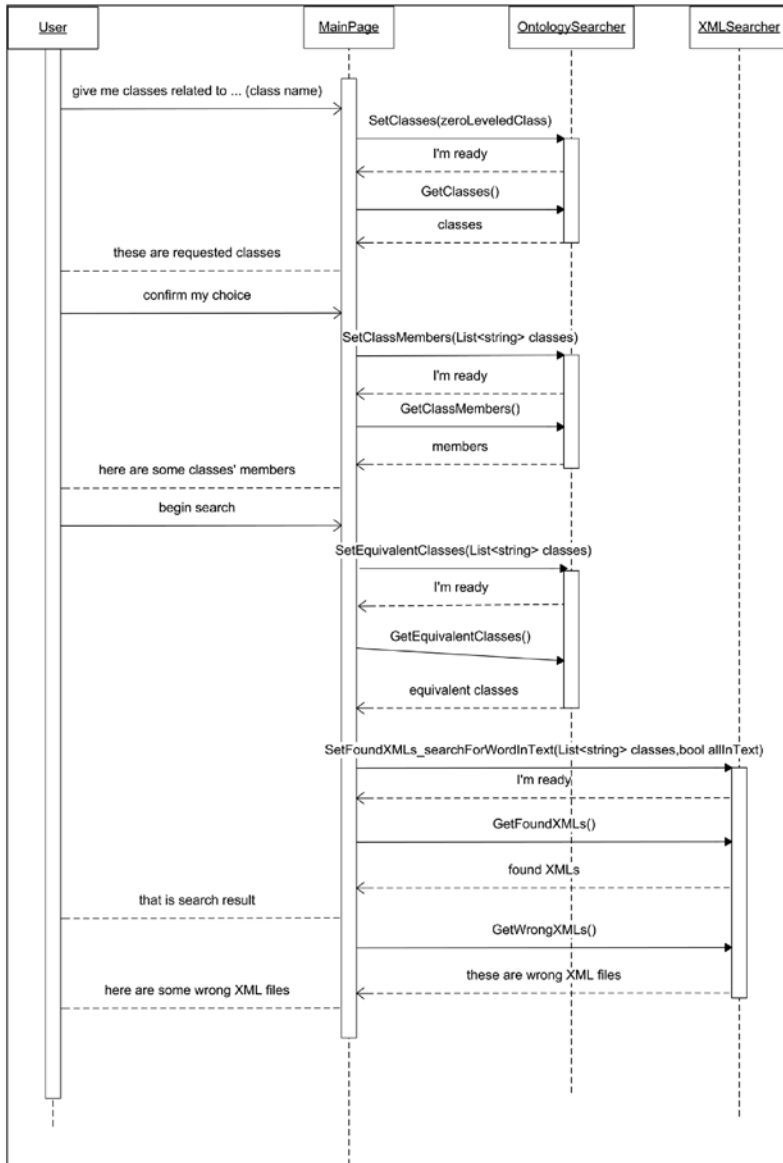 User
MainPage
OntologySearcher
XMLSearcher
give me classes related to ... (class name)
SetClasses(zeroLeveledClass)
I'm ready
GetClasses()
classes
these are requested classes
confirm my choice
SetClassMembers(List<string> classes)
I'm ready
GetClassMembers()
members
here are some classes' members
begin search
SetEquivalentClasses(List<string> classes)
I'm ready
GetEquivalentClasses()
equivalent classes
SetFoundXMLs_searchForWordInText(List<string> classes,bool allInText)
I'm ready
GetFoundXMLs()
found XMLs
that is search result
GetWrongXMLs()
these are wrong XML files
here are some wrong XML files